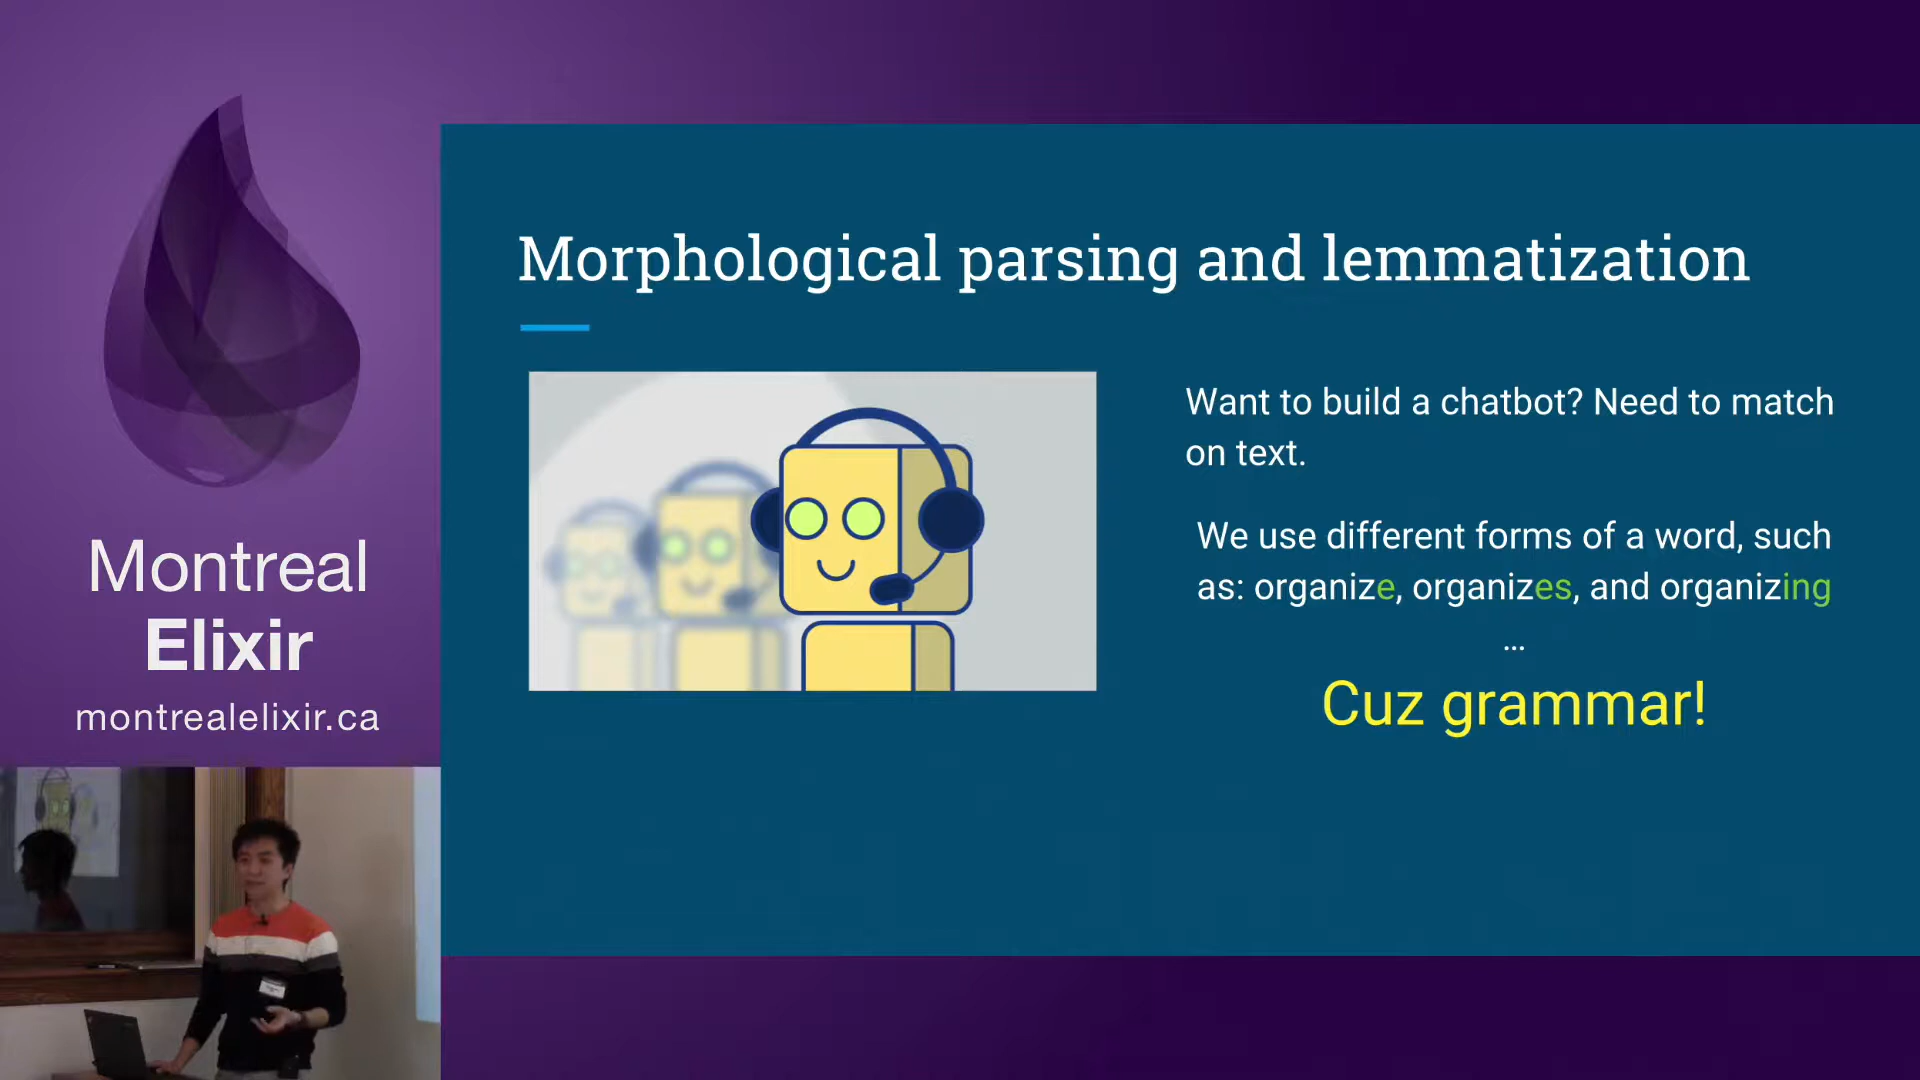 Montreal
Elixir
montrealelixir.ca
Morphological parsing and lemmatization
Want to build a chatbot? Need to match
on text.
We use different forms of a word, such
as: organize, organizes, and organizing
...
Cuz grammar!